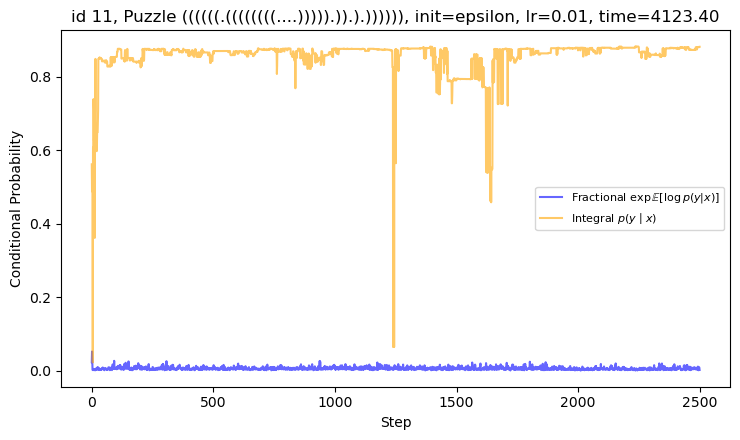 id 11, Puzzle ((((((.((((((((....))))).)).).)))))), init=epsilon, lr=0.01, time=4123.40
Conditional Probability
0.8
0.6
0.4
0.2
0.0
Fractional exp𝔼[log p(y|x)]
Integral p(y | x)
0
500
1000
1500
2000
2500
Step